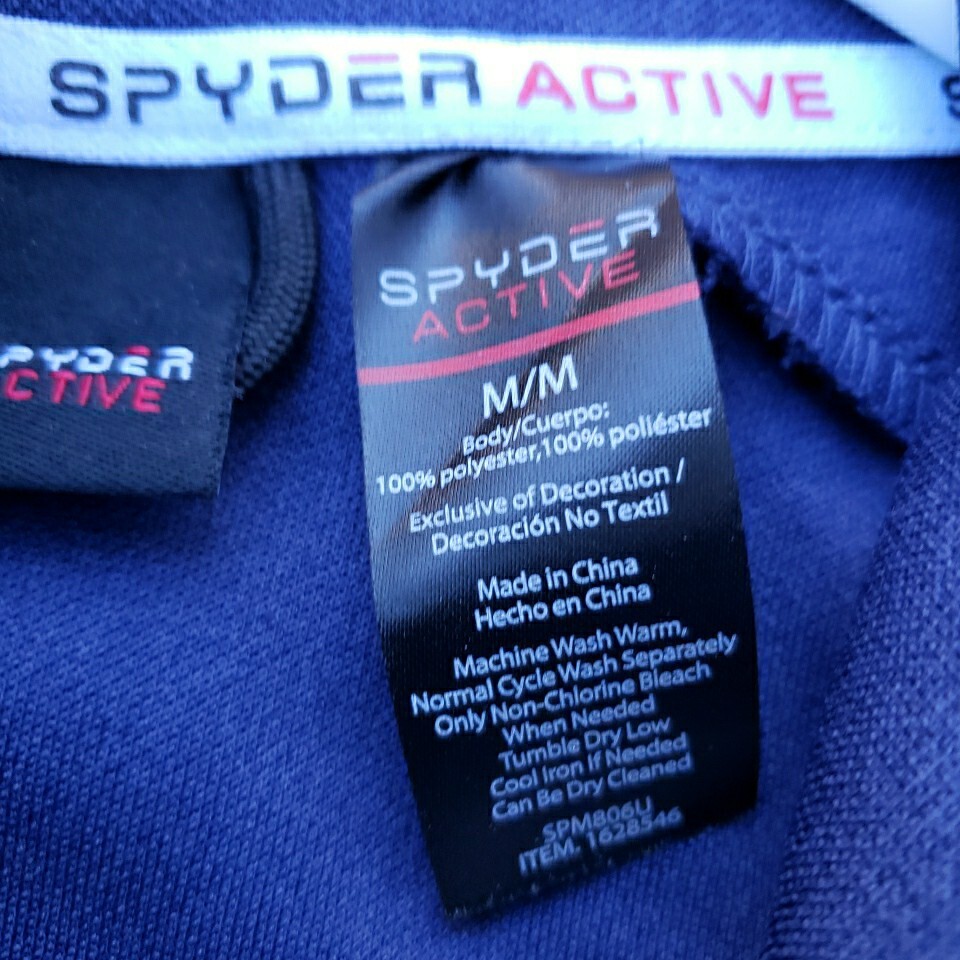 SPYDER ACTIVE S
PYDER
CTIVE
SPYDER
ACTIVE
M/M
Body/Cuerpo:
100% polyester,100% poliéster
Exclusive of Decoration /
Decoración No Textil
Made in China
Hecho en China
Machine Wash Warm,
Normal Cycle Wash Separately
Only Non-Chlorine Bleach
When Needed
Tumble Dry Low
Cool Iron If Needed
Can Be Dry Cleaned
SPM806U
ITEM. 1628546